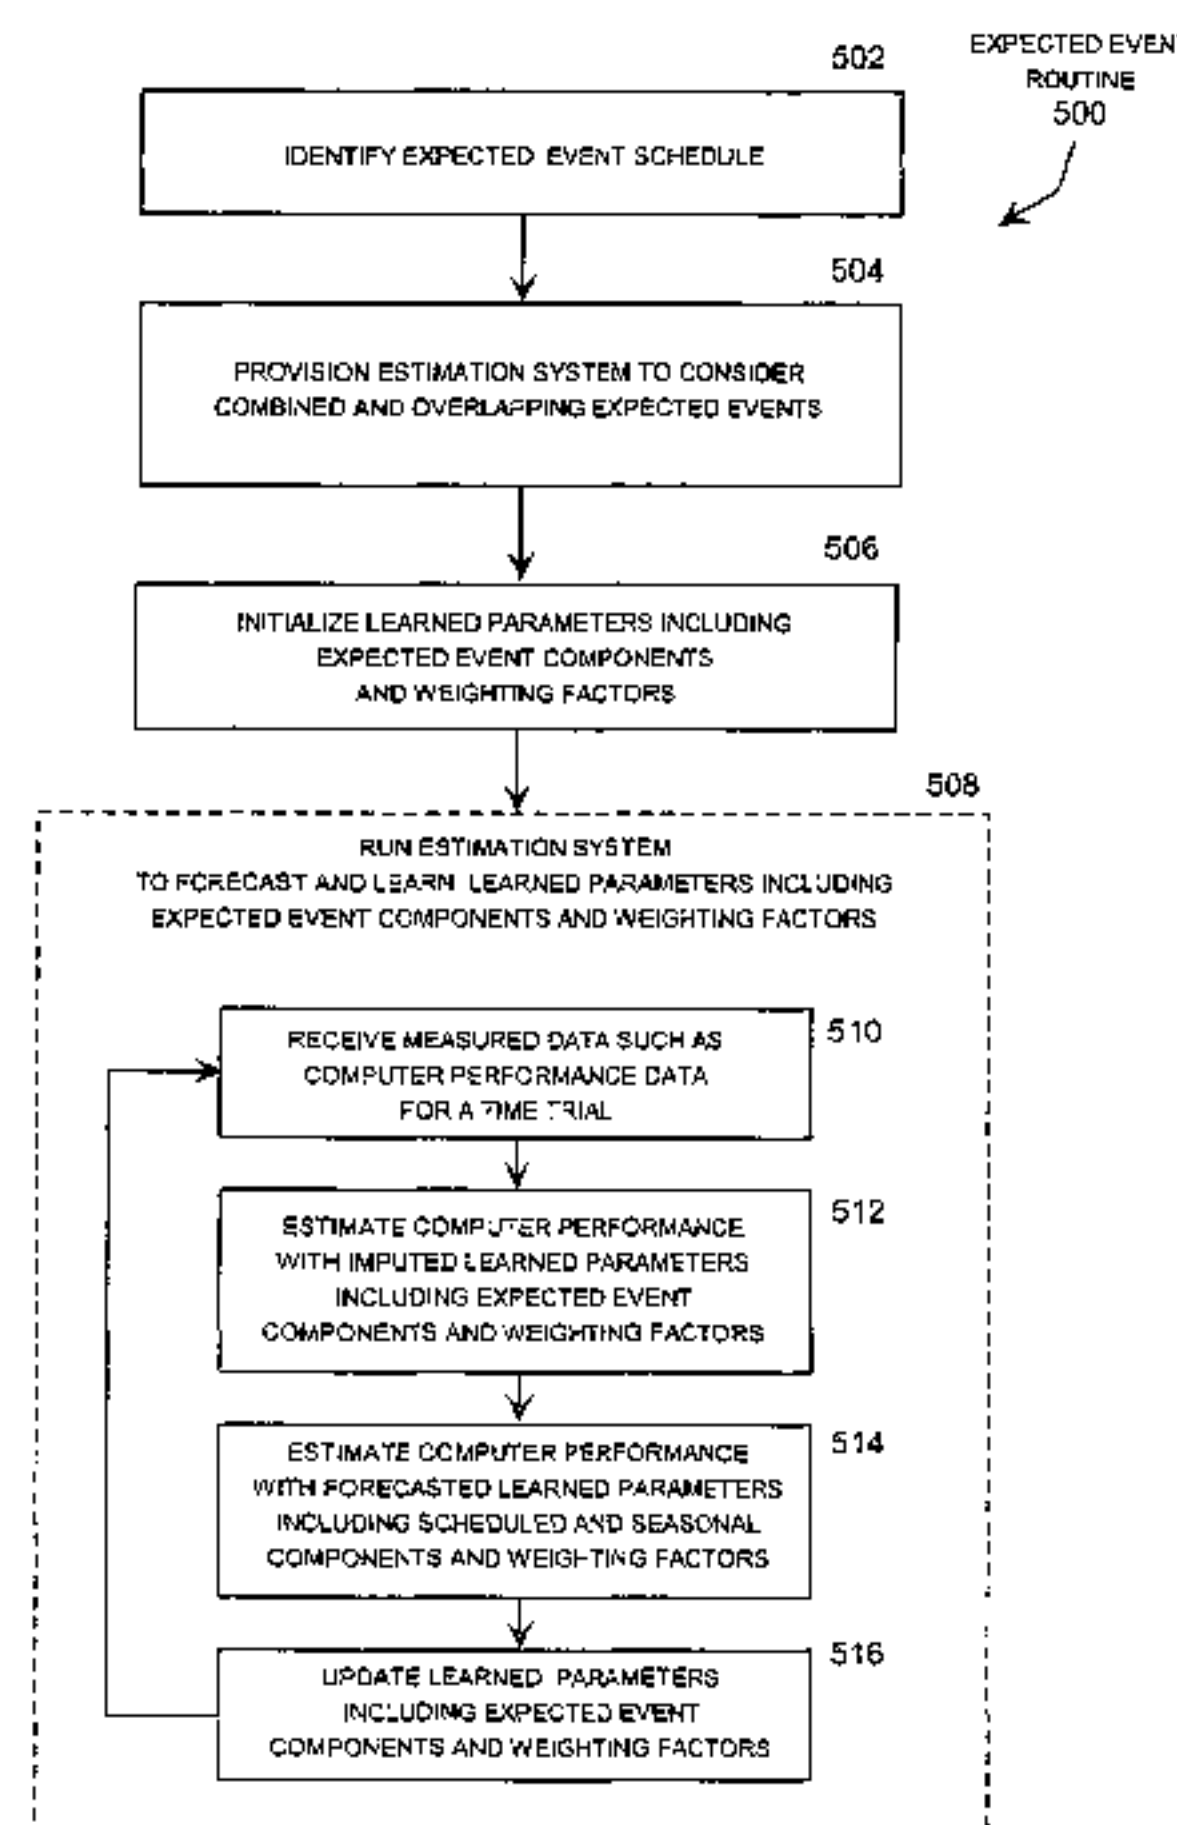 502
EXPECTED EVEN
ROUTINE
500
IDENTIFY EXPECTED EVENT SCHEDULE
504
PROVISION ESTIMATION SYSTEM TO CONSIDER
COMBINED AND OVERLAPPING EXPECTED EVENTS
506
INITIALIZE LEARNED PARAMETERS INCLUDING
EXPECTED EVENT COMPONENTS
AND WEIGHTING FACTORS
508
RUN ESTIMATION SYSTEM
TO FORECAST AND LEARN LEARNED PARAMETERS INCLUDING
EXPECTED EVENT COMPONENTS AND WEIGHTING FACTORS
510
RECEIVE MEASURED DATA SUCH AS
COMPUTER PERFORMANCE DATA
FOR A TIME TRIAL
512
ESTIMATE COMPUTER PERFORMANCE
WITH IMPUTED LEARNED PARAMETERS
INCLUDING EXPECTED EVENT
COMPONENTS AND WEIGHTING FACTORS
514
ESTIMATE COMPUTER PERFORMANCE
WITH FORECASTED LEARNED PARAMETERS
INCLUDING SCHEDULED AND SEASONAL
COMPONENTS AND WEIGHTING FACTORS
516
UPDATE LEARNED PARAMETERS
INCLUDING EXPECTED EVENT
COMPONENTS AND WEIGHTING FACTORS